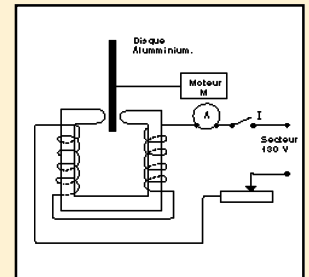 Disque
Alumminium.
Moteur
M
A
I
Secteur
130 V